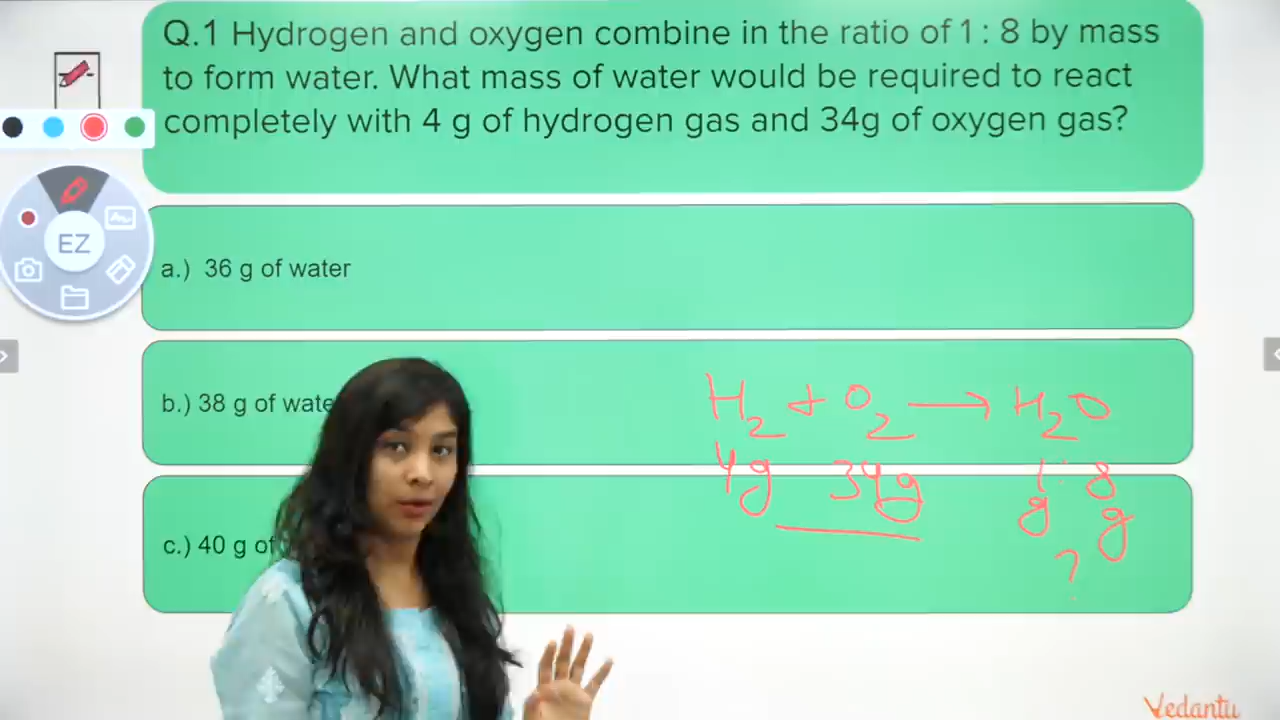 Q.1 Hydrogen and oxygen combine in the ratio of 1 : 8 by mass
to form water. What mass of water would be required to react
completely with 4 g of hydrogen gas and 34g of oxygen gas?
EZ
a.) 36 g of water
b.) 38 g of wate
c.) 40 g of
H2 + O2 → H2O
4g 34g 1 : 8
g g
?
Vedantu